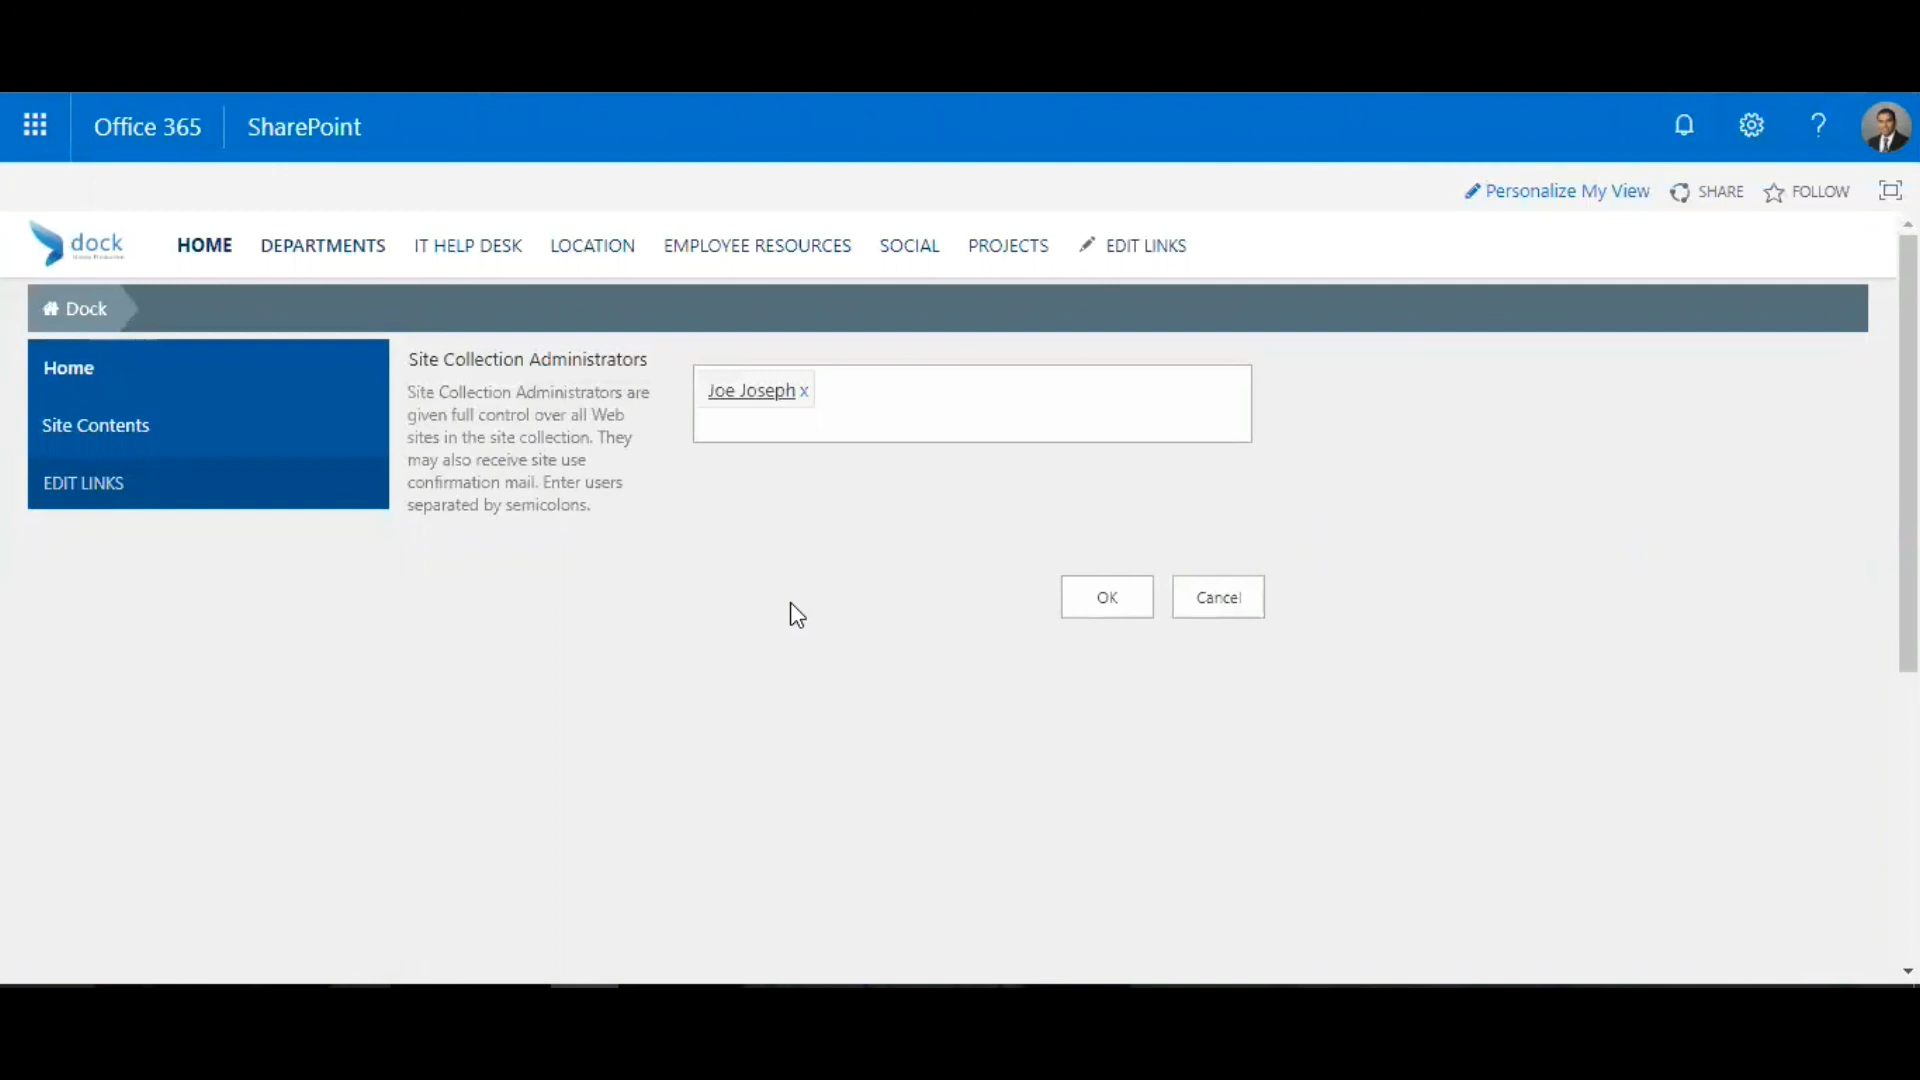 Office 365
SharePoint
?
Personalize My View
SHARE
FOLLOW
dock
HOME
DEPARTMENTS
IT HELP DESK
LOCATION
EMPLOYEE RESOURCES
SOCIAL
PROJECTS
EDIT LINKS
Dock
Home
Site Contents
EDIT LINKS
Site Collection Administrators
Site Collection Administrators are
given full control over all Web
sites in the site collection. They
may also receive site use
confirmation mail. Enter users
separated by semicolons.
Joe Joseph x
OK
Cancel